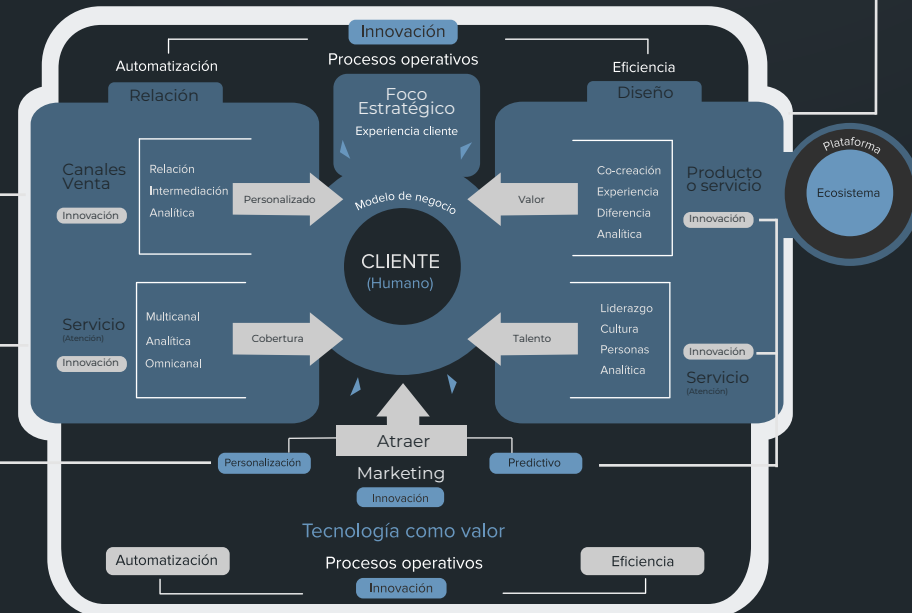 Innovación
Procesos operativos
Automatización
Eficiencia
Relación
Foco
Estratégico
Experiencia cliente
Diseño
Canales
Venta
Innovación
Relación
Intermediación
Analítica
Personalizado
Modelo de negocio
CLIENTE
(Humano)
Valor
Co-creación
Experiencia
Diferencia
Analítica
Producto
o servicio
Innovación
Plataforma
Ecosistema
Servicio
(Atención)
Innovación
Multicanal
Analítica
Omnicanal
Cobertura
Talento
Liderazgo
Cultura
Personas
Analítica
Innovación
Servicio
(Atención)
Atraer
Personalización
Predictivo
Marketing
Innovación
Tecnología como valor
Automatización
Procesos operativos
Eficiencia
Innovación